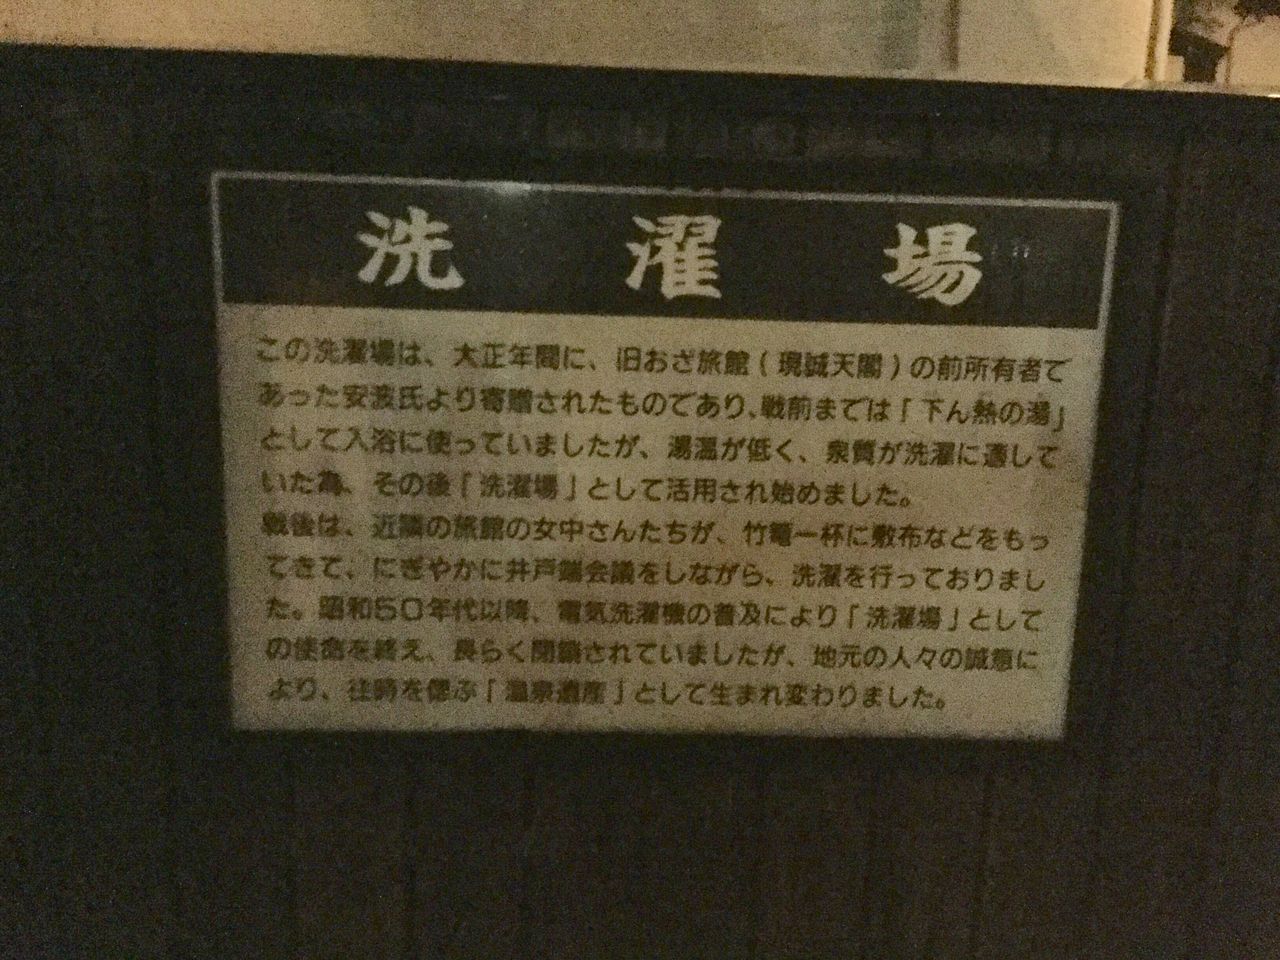 洗濯場
この洗濯場は、大正年間に、旧おざ旅館(現誠天閣)の前所有者で
あった安波氏より寄贈されたものであり、戦前までは「下ん熱の湯」
として入浴に使っていましたが、湯温が低く、泉質が洗濯に適して
いた為、その後「洗濯場」として活用され始めました。
戦後は、近隣の旅館の女中さんたちが、竹籠一杯に敷布などをもっ
てきて、にぎやかに井戸端会議をしながら、洗濯を行っておりまし
た。昭和50年代以降、電気洗濯機の普及により「洗濯場」として
の使命を終え、長らく閉鎖されていましたが、地元の人々の誠意に
より、往時を偲ぶ「温泉遺産」として生まれ変わりました。